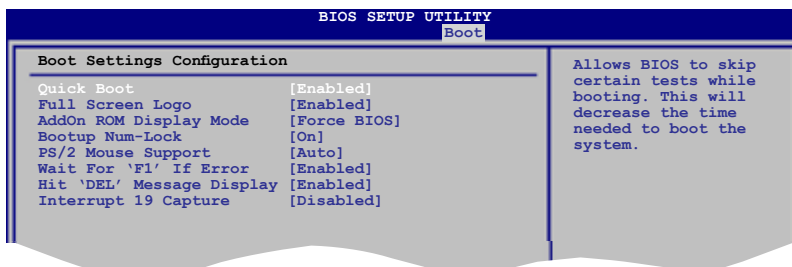 BIOS SETUP UTILITY
Boot
Boot Settings Configuration
Quick Boot [Enabled]
Full Screen Logo [Enabled]
AddOn ROM Display Mode [Force BIOS]
Bootup Num-Lock [On]
PS/2 Mouse Support [Auto]
Wait For ‘F1’ If Error [Enabled]
Hit ‘DEL’ Message Display [Enabled]
Interrupt 19 Capture [Disabled]
Allows BIOS to skip
certain tests while
booting. This will
decrease the time
needed to boot the
system.